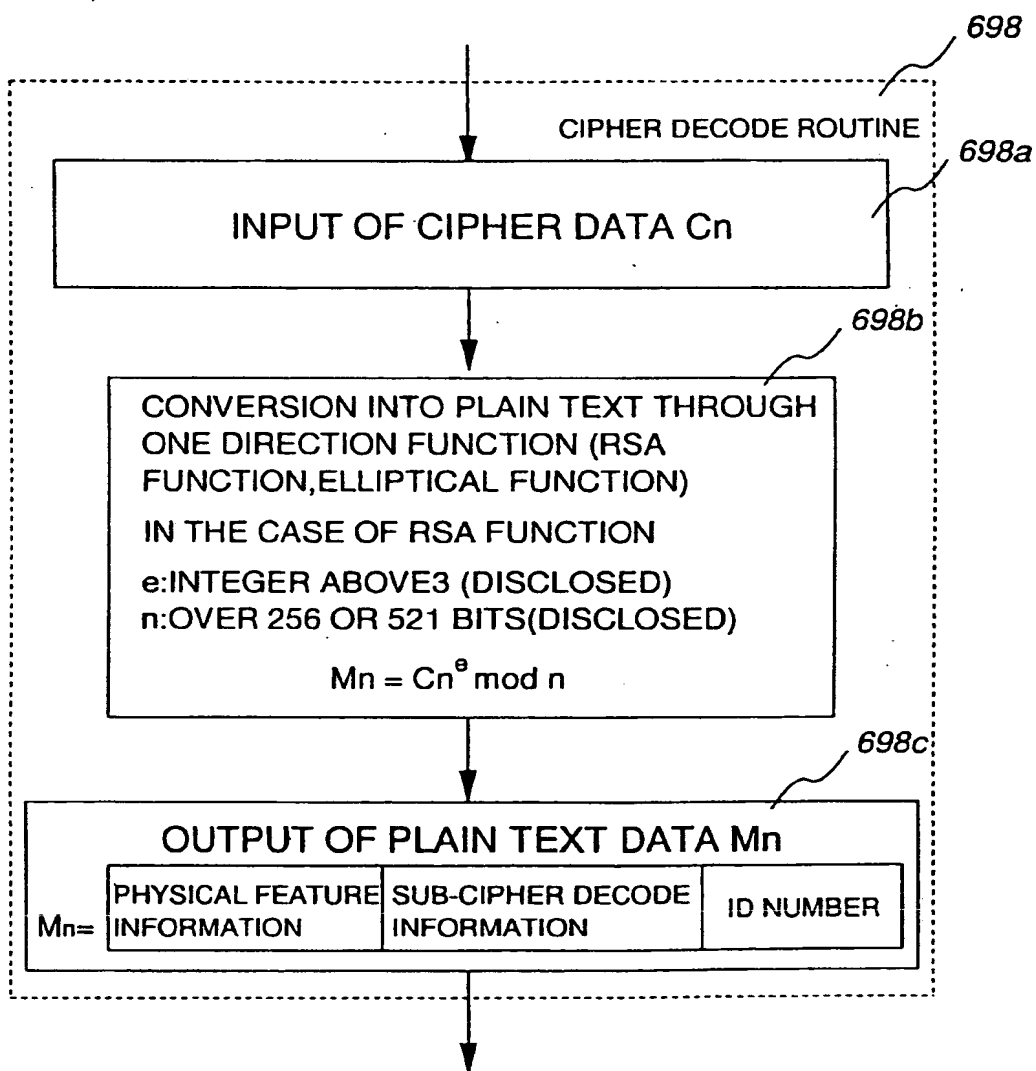 698
CIPHER DECODE ROUTINE
698a
INPUT OF CIPHER DATA Cn
698b
CONVERSION INTO PLAIN TEXT THROUGH
ONE DIRECTION FUNCTION (RSA
FUNCTION,ELLIPTICAL FUNCTION)
IN THE CASE OF RSA FUNCTION
e:INTEGER ABOVE3 (DISCLOSED)
n:OVER 256 OR 521 BITS(DISCLOSED)
Mn = Cn^e mod n
698c
OUTPUT OF PLAIN TEXT DATA Mn
Mn=
PHYSICAL FEATURE
INFORMATION
SUB-CIPHER DECODE
INFORMATION
ID NUMBER